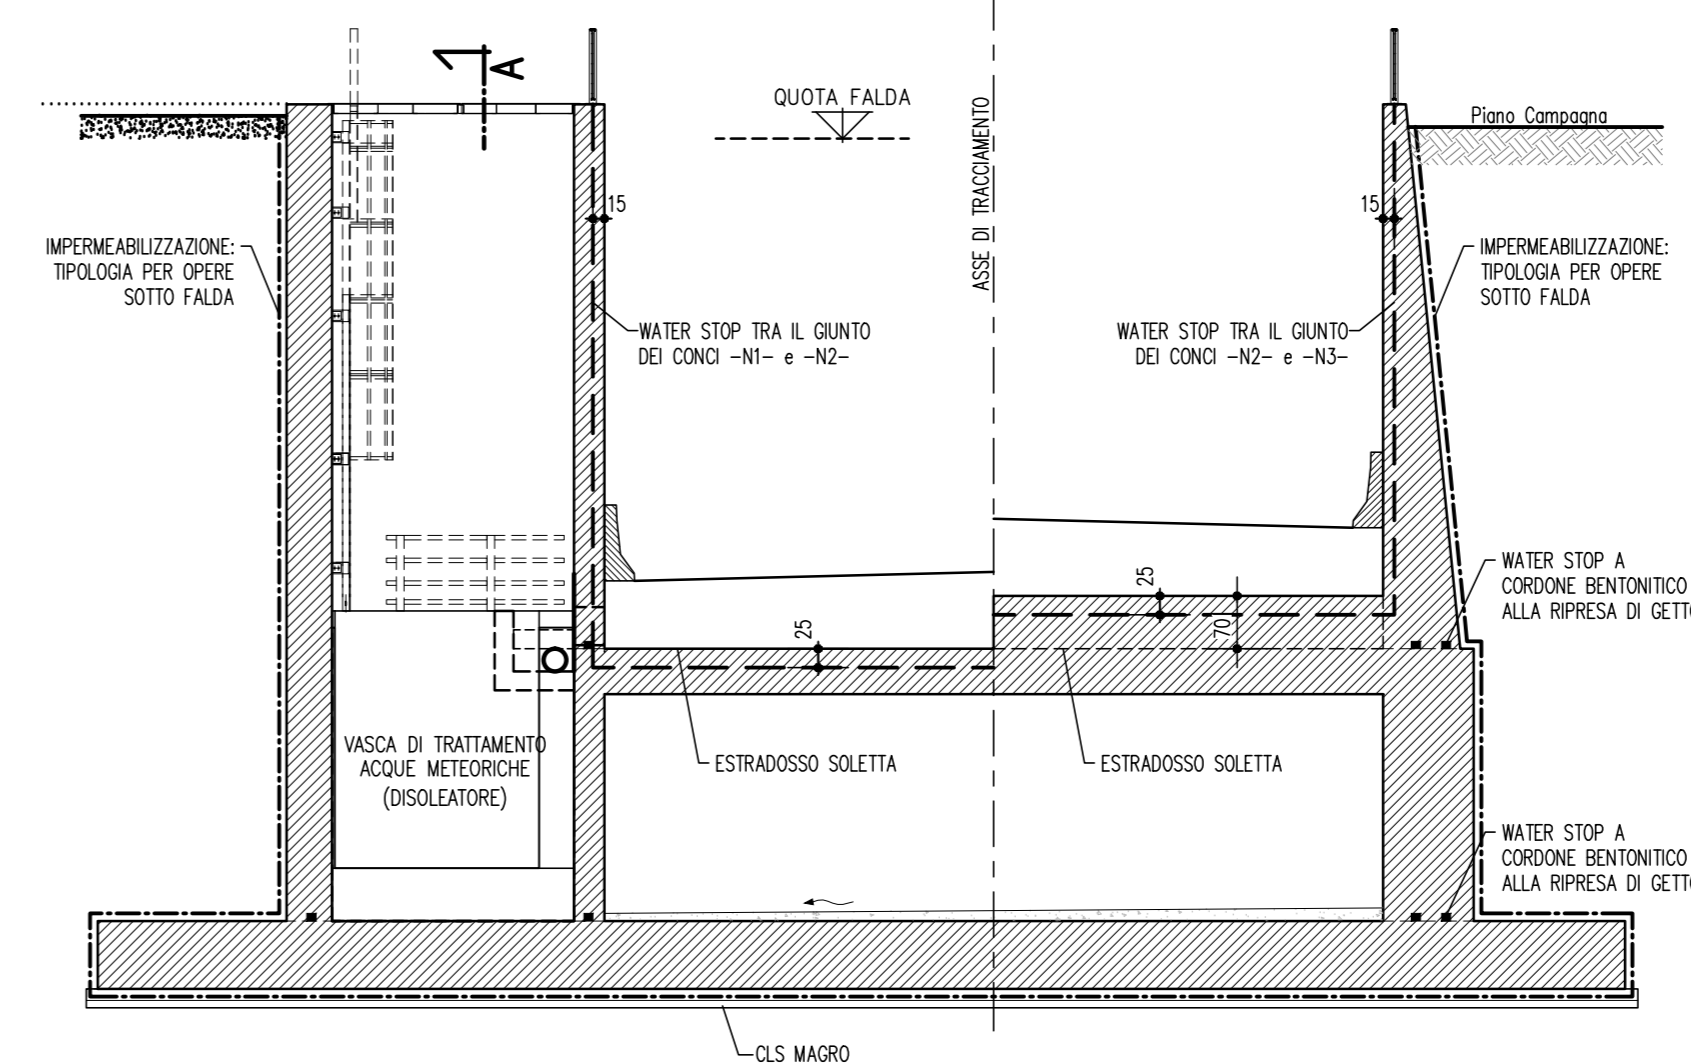 1
A
QUOTA FALDA
ASSE DI TRACCIAMENTO
Piano Campagna
15
15
IMPERMEABILIZZAZIONE:
TIPOLOGIA PER OPERE
SOTTO FALDA
IMPERMEABILIZZAZIONE:
TIPOLOGIA PER OPERE
SOTTO FALDA
WATER STOP TRA IL GIUNTO
DEI CONCI -N1- e -N2-
WATER STOP TRA IL GIUNTO
DEI CONCI -N2- e -N3-
WATER STOP A
CORDONE BENTONITICO
ALLA RIPRESA DI GETTO
25
25
70
VASCA DI TRATTAMENTO
ACQUE METEORICHE
(DISOLEATORE)
ESTRADOSSO SOLETTA
ESTRADOSSO SOLETTA
WATER STOP A
CORDONE BENTONITICO
ALLA RIPRESA DI GETTO
CLS MAGRO